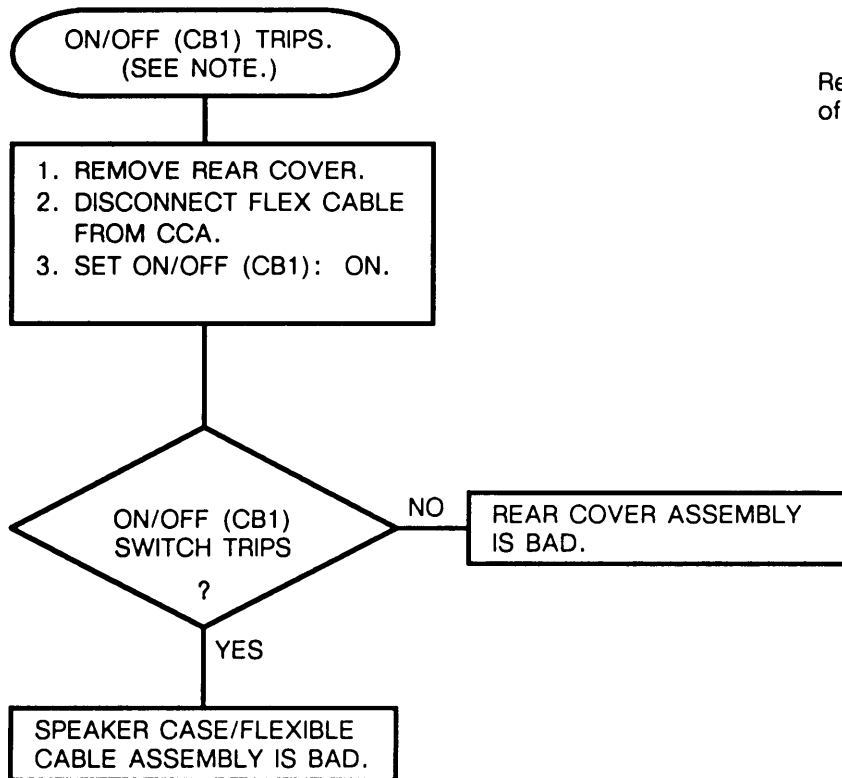 ON/OFF (CB1) TRIPS.
(SEE NOTE.)
1. REMOVE REAR COVER.
2. DISCONNECT FLEX CABLE
FROM CCA.
3. SET ON/OFF (CB1): ON.
ON/OFF (CB1)
SWITCH TRIPS
?
NO
REAR COVER ASSEMBLY
IS BAD.
YES
SPEAKER CASE/FLEXIBLE
CABLE ASSEMBLY IS BAD.
Re
of